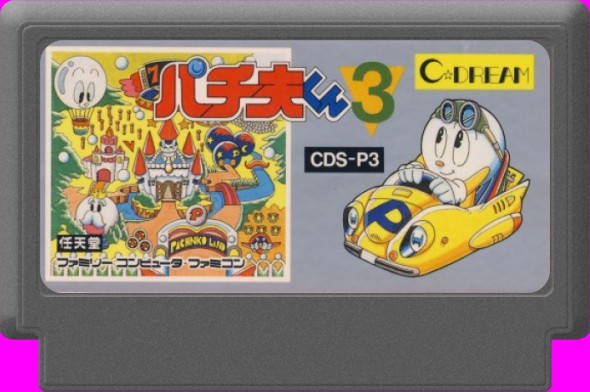 パチ夫くん3
C☆DREAM
CDS-P3
P
P
PACHINKO LAND
任天堂
ファミリーコンピュータ・ファミコン